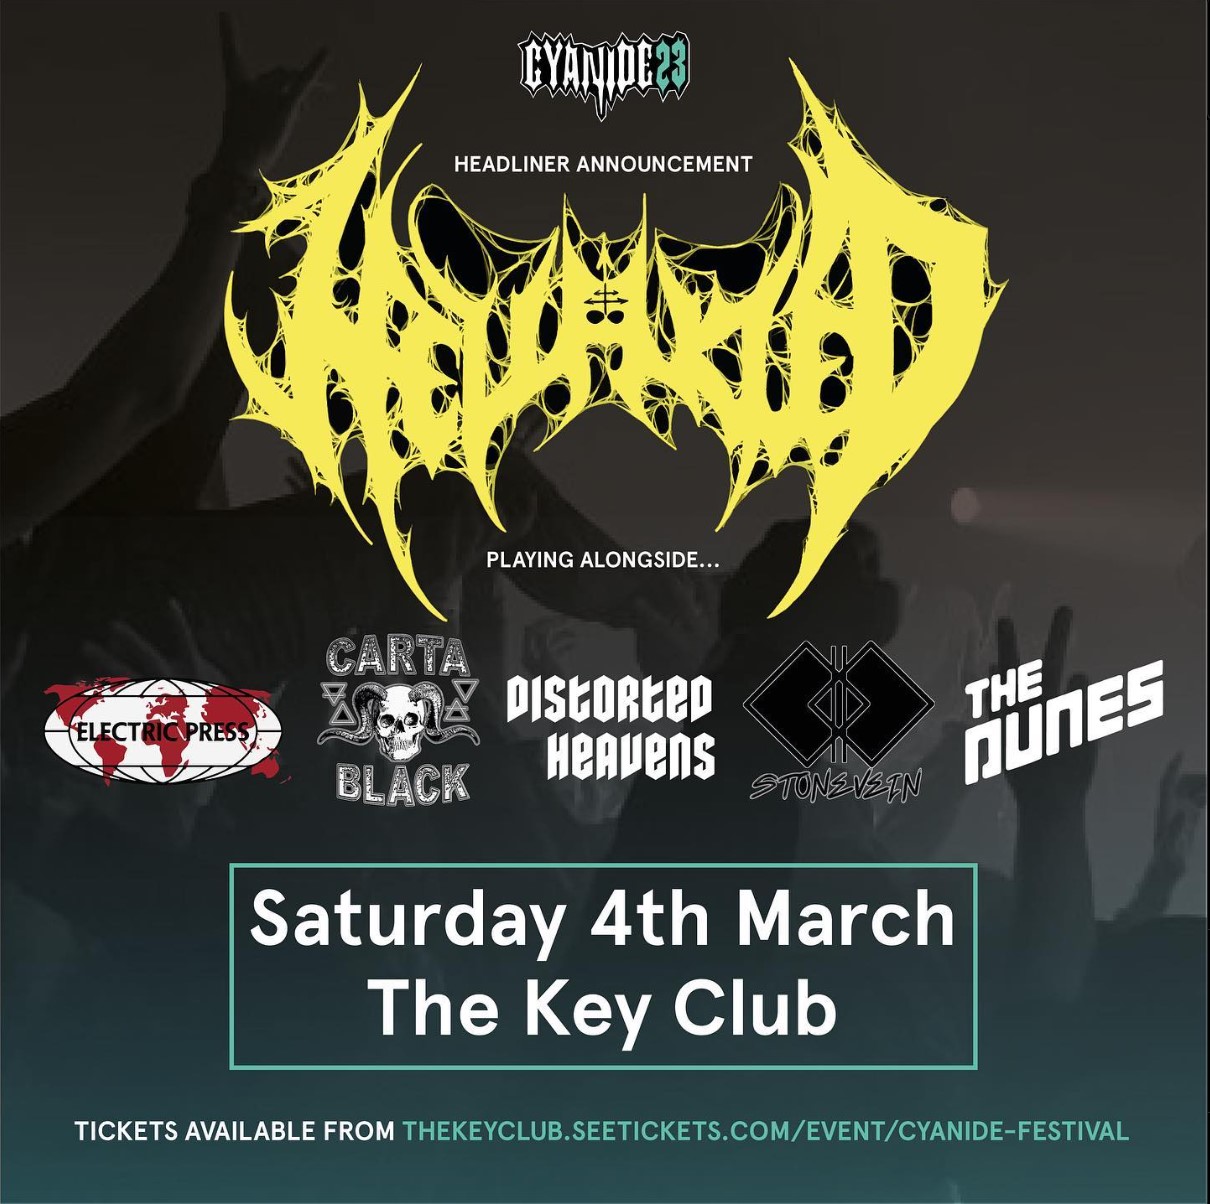 CYANIDE23
HEADLINER ANNOUNCEMENT
PLAYING ALONGSIDE...
ELECTRIC PRESS
CARTA
BLACK
DISTORTED
HEAVENS
STONEVEIN
THE
DUNES
Saturday 4th March
The Key Club
TICKETS AVAILABLE FROM THEKEYCLUB.SEETICKETS.COM/EVENT/CYANIDE-FESTIVAL